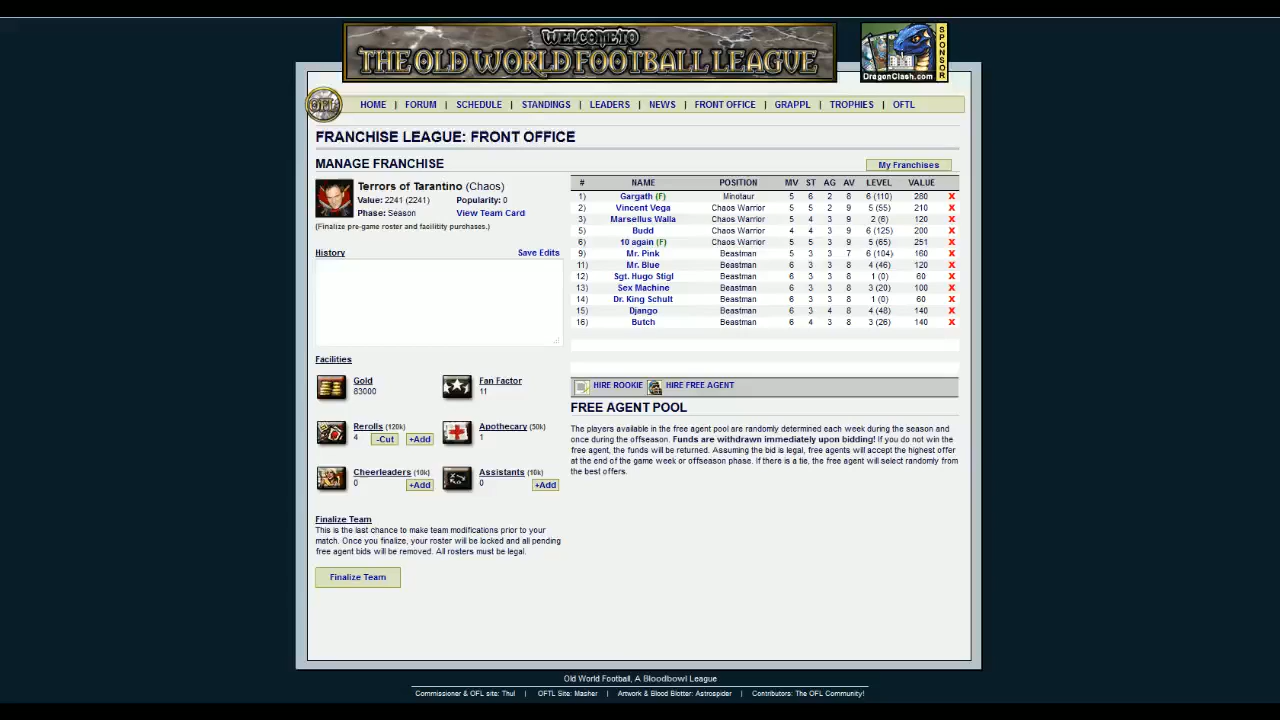 WELCOME TO
THE OLD WORLD FOOTBALL LEAGUE
DragonClash.com
SPONSOR
OFL
HOME | FORUM | SCHEDULE | STANDINGS | LEADERS | NEWS | FRONT OFFICE | GRAPPL | TROPHIES | OFTL
FRANCHISE LEAGUE: FRONT OFFICE
MANAGE FRANCHISE
My Franchises
Terrors of Tarantino (Chaos)
Value: 2241 (2241) Popularity: 0
Phase: Season View Team Card
(Finalize pre-game roster and facilitity purchases.)
History Save Edits
Facilities
Gold
83000
Fan Factor
11
Rerolls (120k)
4 -Cut +Add
Apothecary (50k)
1
Cheerleaders (10k)
0 +Add
Assistants (10k)
0 +Add
Finalize Team
This is the last chance to make team modifications prior to your
match. Once you finalize, your roster will be locked and all pending
free agent bids will be removed. All rosters must be legal.
Finalize Team
# NAME POSITION MV ST AG AV LEVEL VALUE
1) Gargath (F) Minotaur 5 6 2 8 6 (110) 280 X
2) Vincent Vega Chaos Warrior 5 5 2 9 5 (55) 210 X
3) Marsellus Walla Chaos Warrior 5 4 3 9 2 (6) 120 X
5) Budd Chaos Warrior 4 4 3 9 6 (125) 200 X
6) 10 again (F) Chaos Warrior 5 5 3 9 5 (65) 251 X
9) Mr. Pink Beastman 5 3 3 7 6 (104) 160 X
11) Mr. Blue Beastman 6 3 3 8 4 (46) 120 X
12) Sgt. Hugo Stigl Beastman 6 3 3 8 1 (0) 60 X
13) Sex Machine Beastman 6 3 3 8 3 (20) 100 X
14) Dr. King Schult Beastman 6 3 3 8 1 (0) 60 X
15) Django Beastman 6 3 4 8 4 (48) 140 X
16) Butch Beastman 6 4 3 8 3 (26) 140 X
HIRE ROOKIE HIRE FREE AGENT
FREE AGENT POOL
The players available in the free agent pool are randomly determined each week during the season and
once during the offseason. Funds are withdrawn immediately upon bidding! If you do not win the
free agent, the funds will be returned. Assuming the bid is legal, free agents will accept the highest offer
at the end of the game week or offseason phase. If there is a tie, the free agent will select randomly from
the best offers.
Old World Football, A Bloodbowl League
Commissioner & OFL site: Thul | OFTL Site: Masher | Artwork & Blood Blotter: Astrospider | Contributors: The OFL Community!